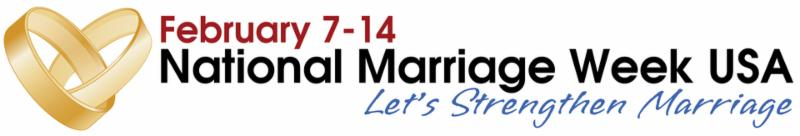 February 7-14
National Marriage Week USA
Let's Strengthen Marriage